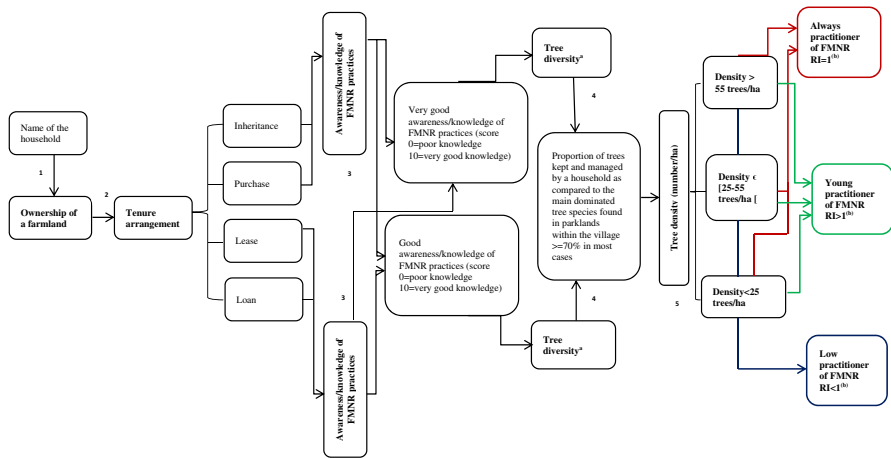 Name of the
household
1
Ownership of
a farmland
2
Tenure
arrangement
Inheritance
Purchase
Lease
Loan
Awareness/knowledge of
FMNR practices
3
3
Awareness/knowledge of
FMNR practices
Very good
awareness/knowledge of
FMNR practices (score
0=poor knowledge
10=very good knowledge)
Good
awareness/knowledge of
FMNR practices (score
0=poor knowledge
10=very good knowledge)
Tree
diversityᵃ
4
Proportion of trees
kept and managed
by a household as
compared to the
main dominated
tree species found
in parklands
within the village
>=70% in most
cases
4
Tree
diversityᵃ
Tree density (number/ha)
5
Density >
55 trees/ha
Density ϵ
[25-55
trees/ha [
Density<25
trees/ha
Always
practitioner
of FMNR
RI=1⁽ᵇ⁾
Young
practitioner
of FMNR
RI>1⁽ᵇ⁾
Low
practitioner
of FMNR
RI<1⁽ᵇ⁾